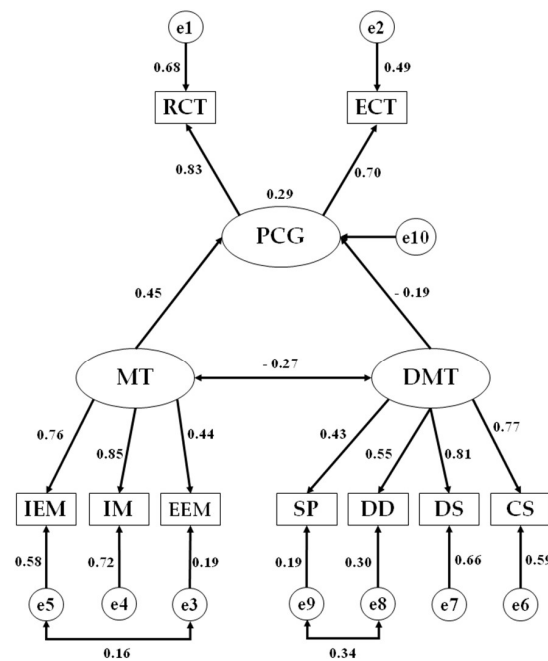 e1 e2
0.68 0.49
RCT ECT
0.83 0.70
0.29
PCG
e10
0.45 - 0.19
MT - 0.27 DMT
0.76 0.85 0.44 0.43 0.55 0.81 0.77
IEM IM EEM SP DD DS CS
0.58 0.72 0.19 0.19 0.30 0.66 0.59
e5 e4 e3 e9 e8 e7 e6
0.16 0.34